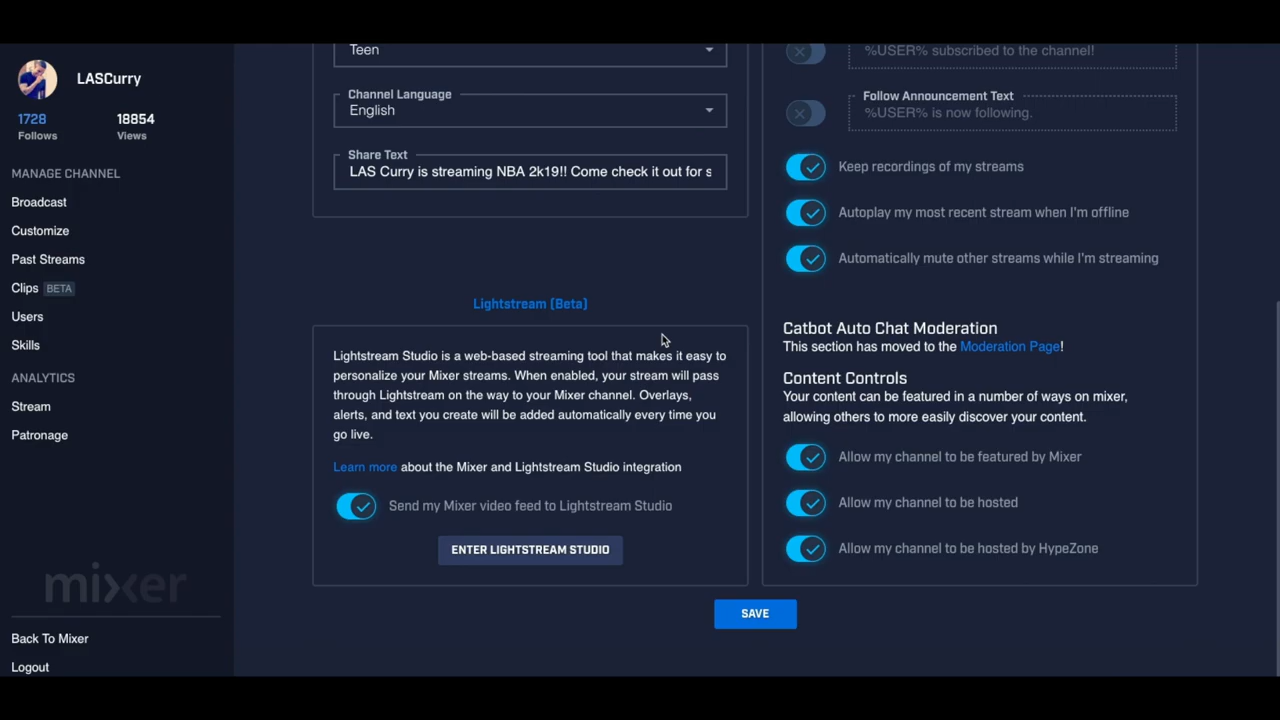 LASCurry
1728
18854
Follows
Views
MANAGE CHANNEL
Broadcast
Customize
Past Streams
Clips BETA
Users
Skills
ANALYTICS
Stream
Patronage
mixer
Back To Mixer
Logout
Teen
Channel Language
English
Share Text
LAS Curry is streaming NBA 2k19!! Come check it out for s
Lightstream (Beta)
Lightstream Studio is a web-based streaming tool that makes it easy to
personalize your Mixer streams. When enabled, your stream will pass
through Lightstream on the way to your Mixer channel. Overlays,
alerts, and text you create will be added automatically every time you
go live.
Learn more about the Mixer and Lightstream Studio integration
Send my Mixer video feed to Lightstream Studio
ENTER LIGHTSTREAM STUDIO
%USER% subscribed to the channel!
Follow Announcement Text
%USER% is now following.
Keep recordings of my streams
Autoplay my most recent stream when I'm offline
Automatically mute other streams while I'm streaming
Catbot Auto Chat Moderation
This section has moved to the Moderation Page!
Content Controls
Your content can be featured in a number of ways on mixer,
allowing others to more easily discover your content.
Allow my channel to be featured by Mixer
Allow my channel to be hosted
Allow my channel to be hosted by HypeZone
SAVE